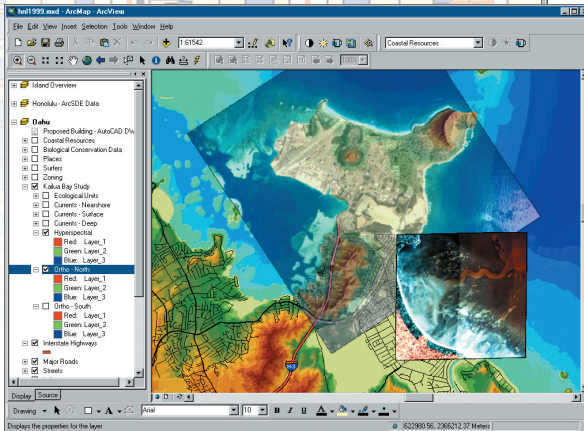 hnl1999.mxd - ArcMap - ArcView
File Edit View Insert Selection Tools Window Help
1:61542
Coastal Resources
100%
Island Overview
Honolulu - ArcSDE Data
Oahu
Proposed Building - AutoCAD DW
Coastal Resources
Biological Conservation Data
Places
Surfers
Zoning
Kailua Bay Study
Ecological Units
Currents - Nearshore
Currents - Surface
Currents - Deep
Hyperspectral
Red: Layer_1
Green: Layer_2
Blue: Layer_3
Ortho - North
Red: Layer_1
Green: Layer_2
Blue: Layer_3
Ortho - South
Red: Layer_1
Green: Layer_2
Blue: Layer_3
Interstate Highways
Major Roads
Streets
Display Source
Drawing Arial 10 B I U A
Displays the properties for the layer
622980.56, 2366212.37 Meters